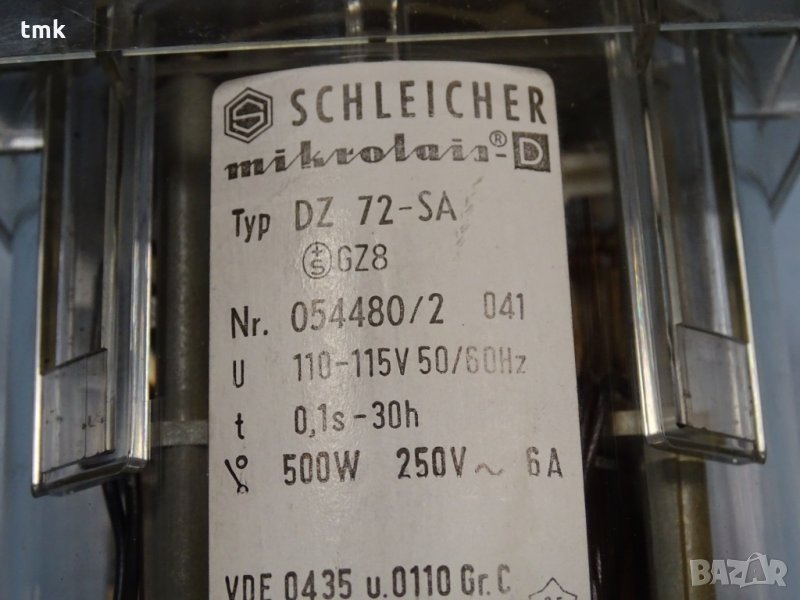 tmk
SCHLEICHER
mikrolais®-D
Typ DZ 72-SA
+S GZ8
Nr. 054480/2 041
U 110-115V 50/60Hz
t 0,1s-30h
500W 250V~ 6A
VDE 0435 u.0110 Gr.C
BAZAR